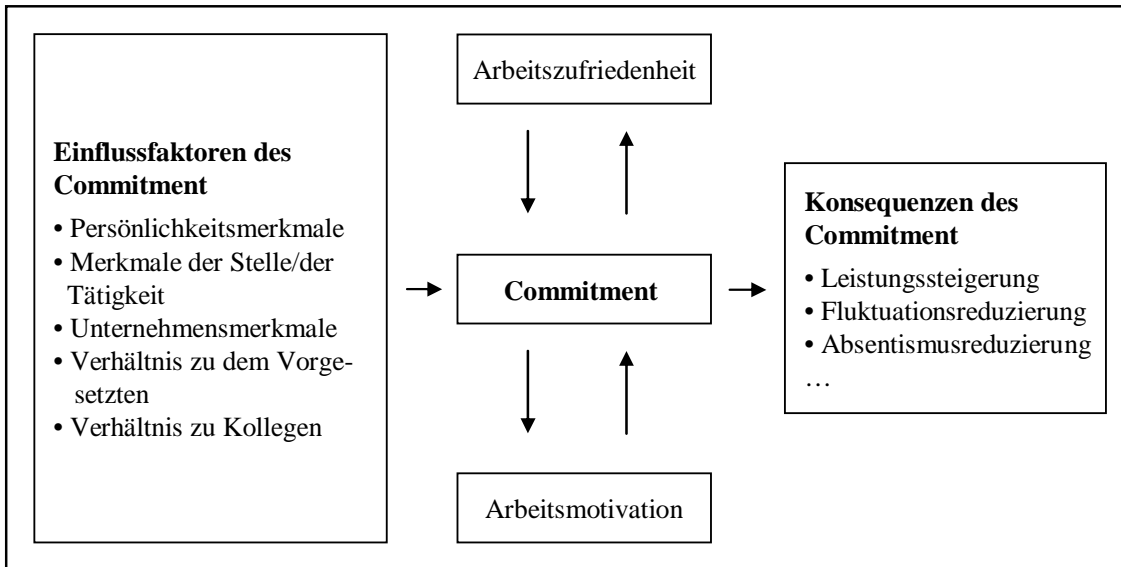 Einflussfaktoren des
Commitment
• Persönlichkeitsmerkmale
• Merkmale der Stelle/der
Tätigkeit
• Unternehmensmerkmale
• Verhältnis zu dem Vorge-
setzten
• Verhältnis zu Kollegen
Arbeitszufriedenheit
Commitment
Arbeitsmotivation
Konsequenzen des
Commitment
• Leistungssteigerung
• Fluktuationsreduzierung
• Absentismusreduzierung
…